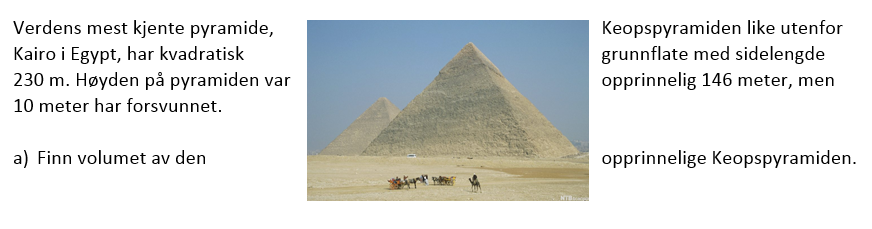 Verdens mest kjente pyramide, Keopspyramiden like utenfor
Kairo i Egypt, har kvadratisk grunnflate med sidelengde
230 m. Høyden på pyramiden var opprinnelig 146 meter, men
10 meter har forsvunnet.
a) Finn volumet av den opprinnelige Keopspyramiden.